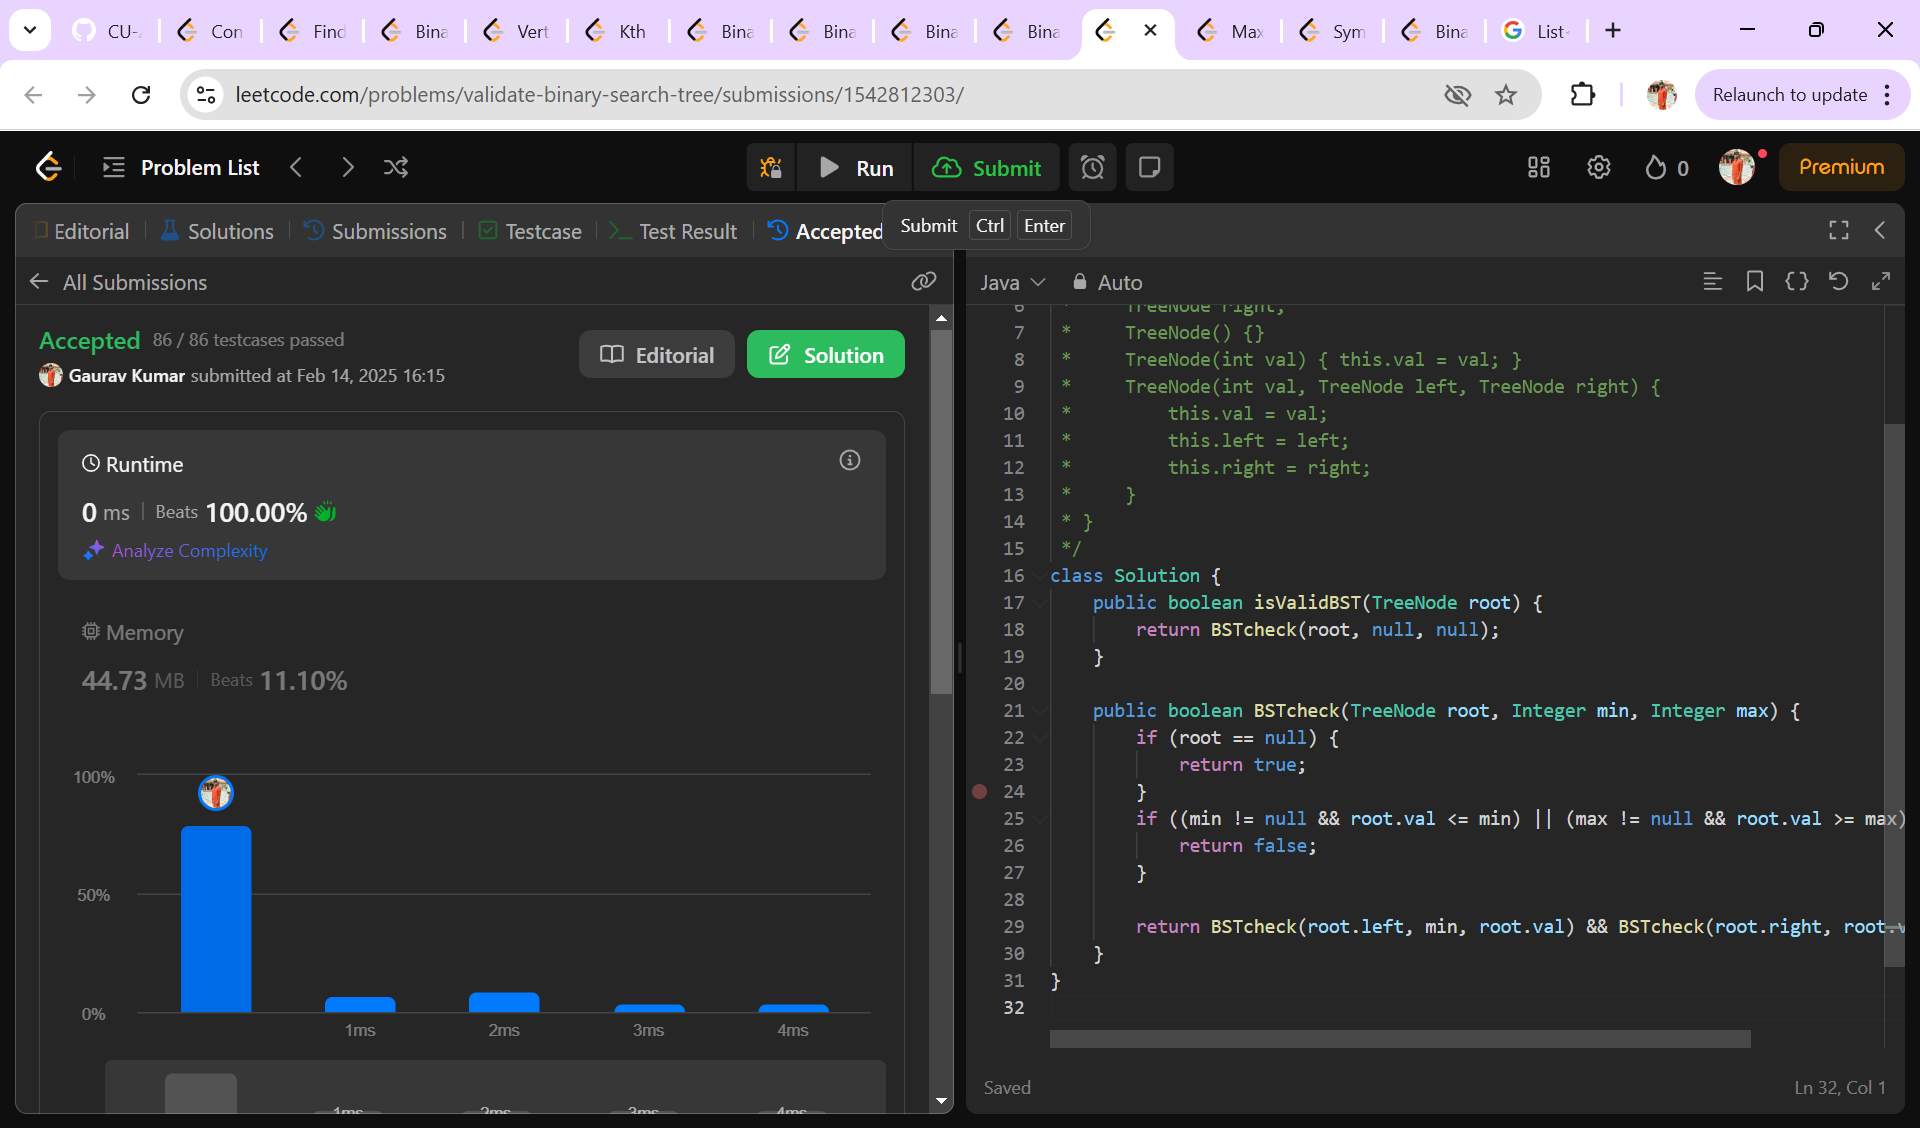 CU-
Con
Find
Bina
Vert
Kth
Bina
Bina
Bina
Bina
Max
Sym
Bina
List
leetcode.com/problems/validate-binary-search-tree/submissions/1542812303/
Relaunch to update
Problem List
Run
Submit
0
Premium
Editorial
Solutions
Submissions
Testcase
Test Result
Accepted
Submit Ctrl Enter
All Submissions
Java
Auto
Accepted 86 / 86 testcases passed
Gaurav Kumar submitted at Feb 14, 2025 16:15
Editorial
Solution
Runtime
0 ms Beats 100.00%
Analyze Complexity
Memory
44.73 MB Beats 11.10%
100%
50%
0%
1ms 2ms 3ms 4ms
1ms 2ms 3ms 4ms
6 * TreeNode right;
7 * TreeNode() {}
8 * TreeNode(int val) { this.val = val; }
9 * TreeNode(int val, TreeNode left, TreeNode right) {
10 * this.val = val;
11 * this.left = left;
12 * this.right = right;
13 * }
14 * }
15 */
16 class Solution {
17 public boolean isValidBST(TreeNode root) {
18 return BSTcheck(root, null, null);
19 }
20
21 public boolean BSTcheck(TreeNode root, Integer min, Integer max) {
22 if (root == null) {
23 return true;
24 }
25 if ((min != null && root.val <= min) || (max != null && root.val >= max)
26 return false;
27 }
28
29 return BSTcheck(root.left, min, root.val) && BSTcheck(root.right, root.v
30 }
31 }
32
Saved
Ln 32, Col 1